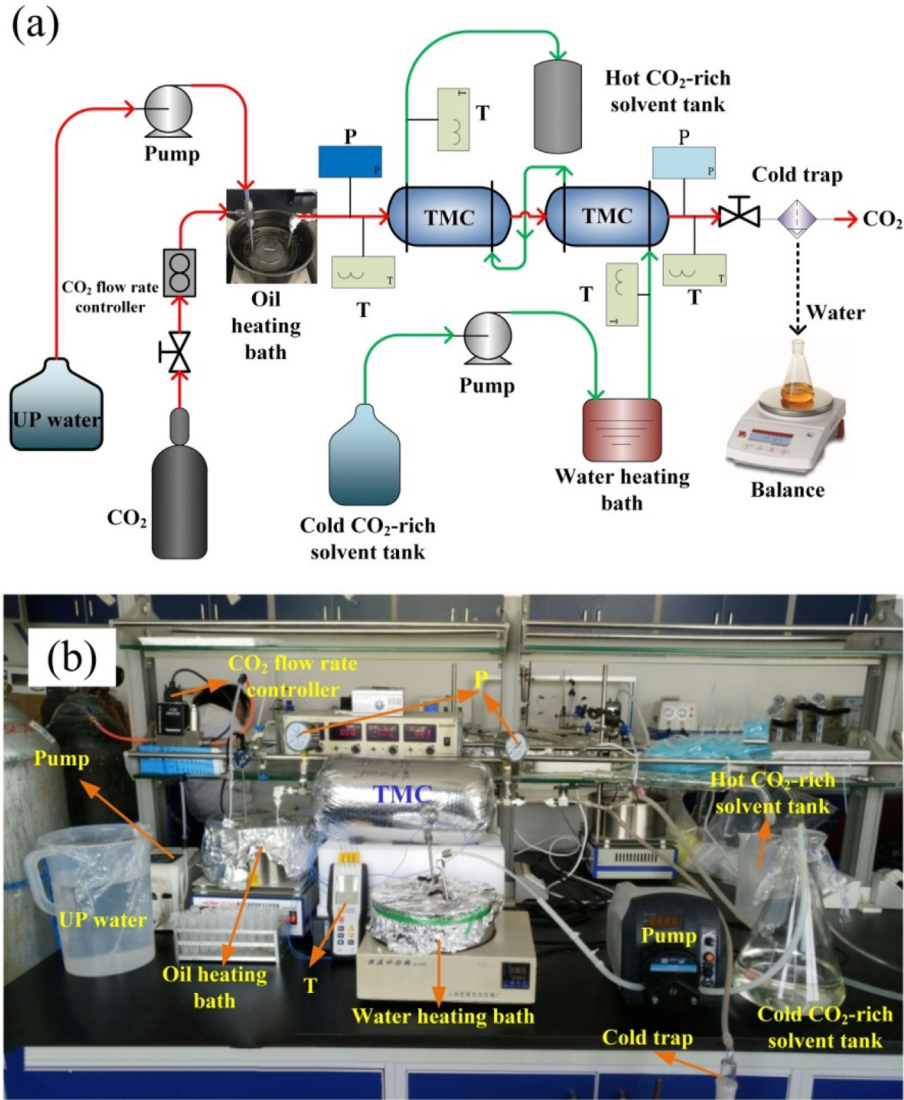 (a)
Hot CO₂-rich
solvent tank
T
P
P
Pump
T
P
P
Cold trap
TMC
TMC
CO₂
CO₂ flow rate
controller
Oil
heating
bath
T
T
T
T
T
Water
UP water
Pump
CO₂
Cold CO₂-rich
solvent tank
Water heating
bath
Balance
(b)
CO₂ flow rate
controller
P
Pump
TMC
Hot CO₂-rich
solvent tank
UP water
Pump
Oil heating
bath
T
Water heating bath
Cold CO₂-rich
solvent tank
Cold trap